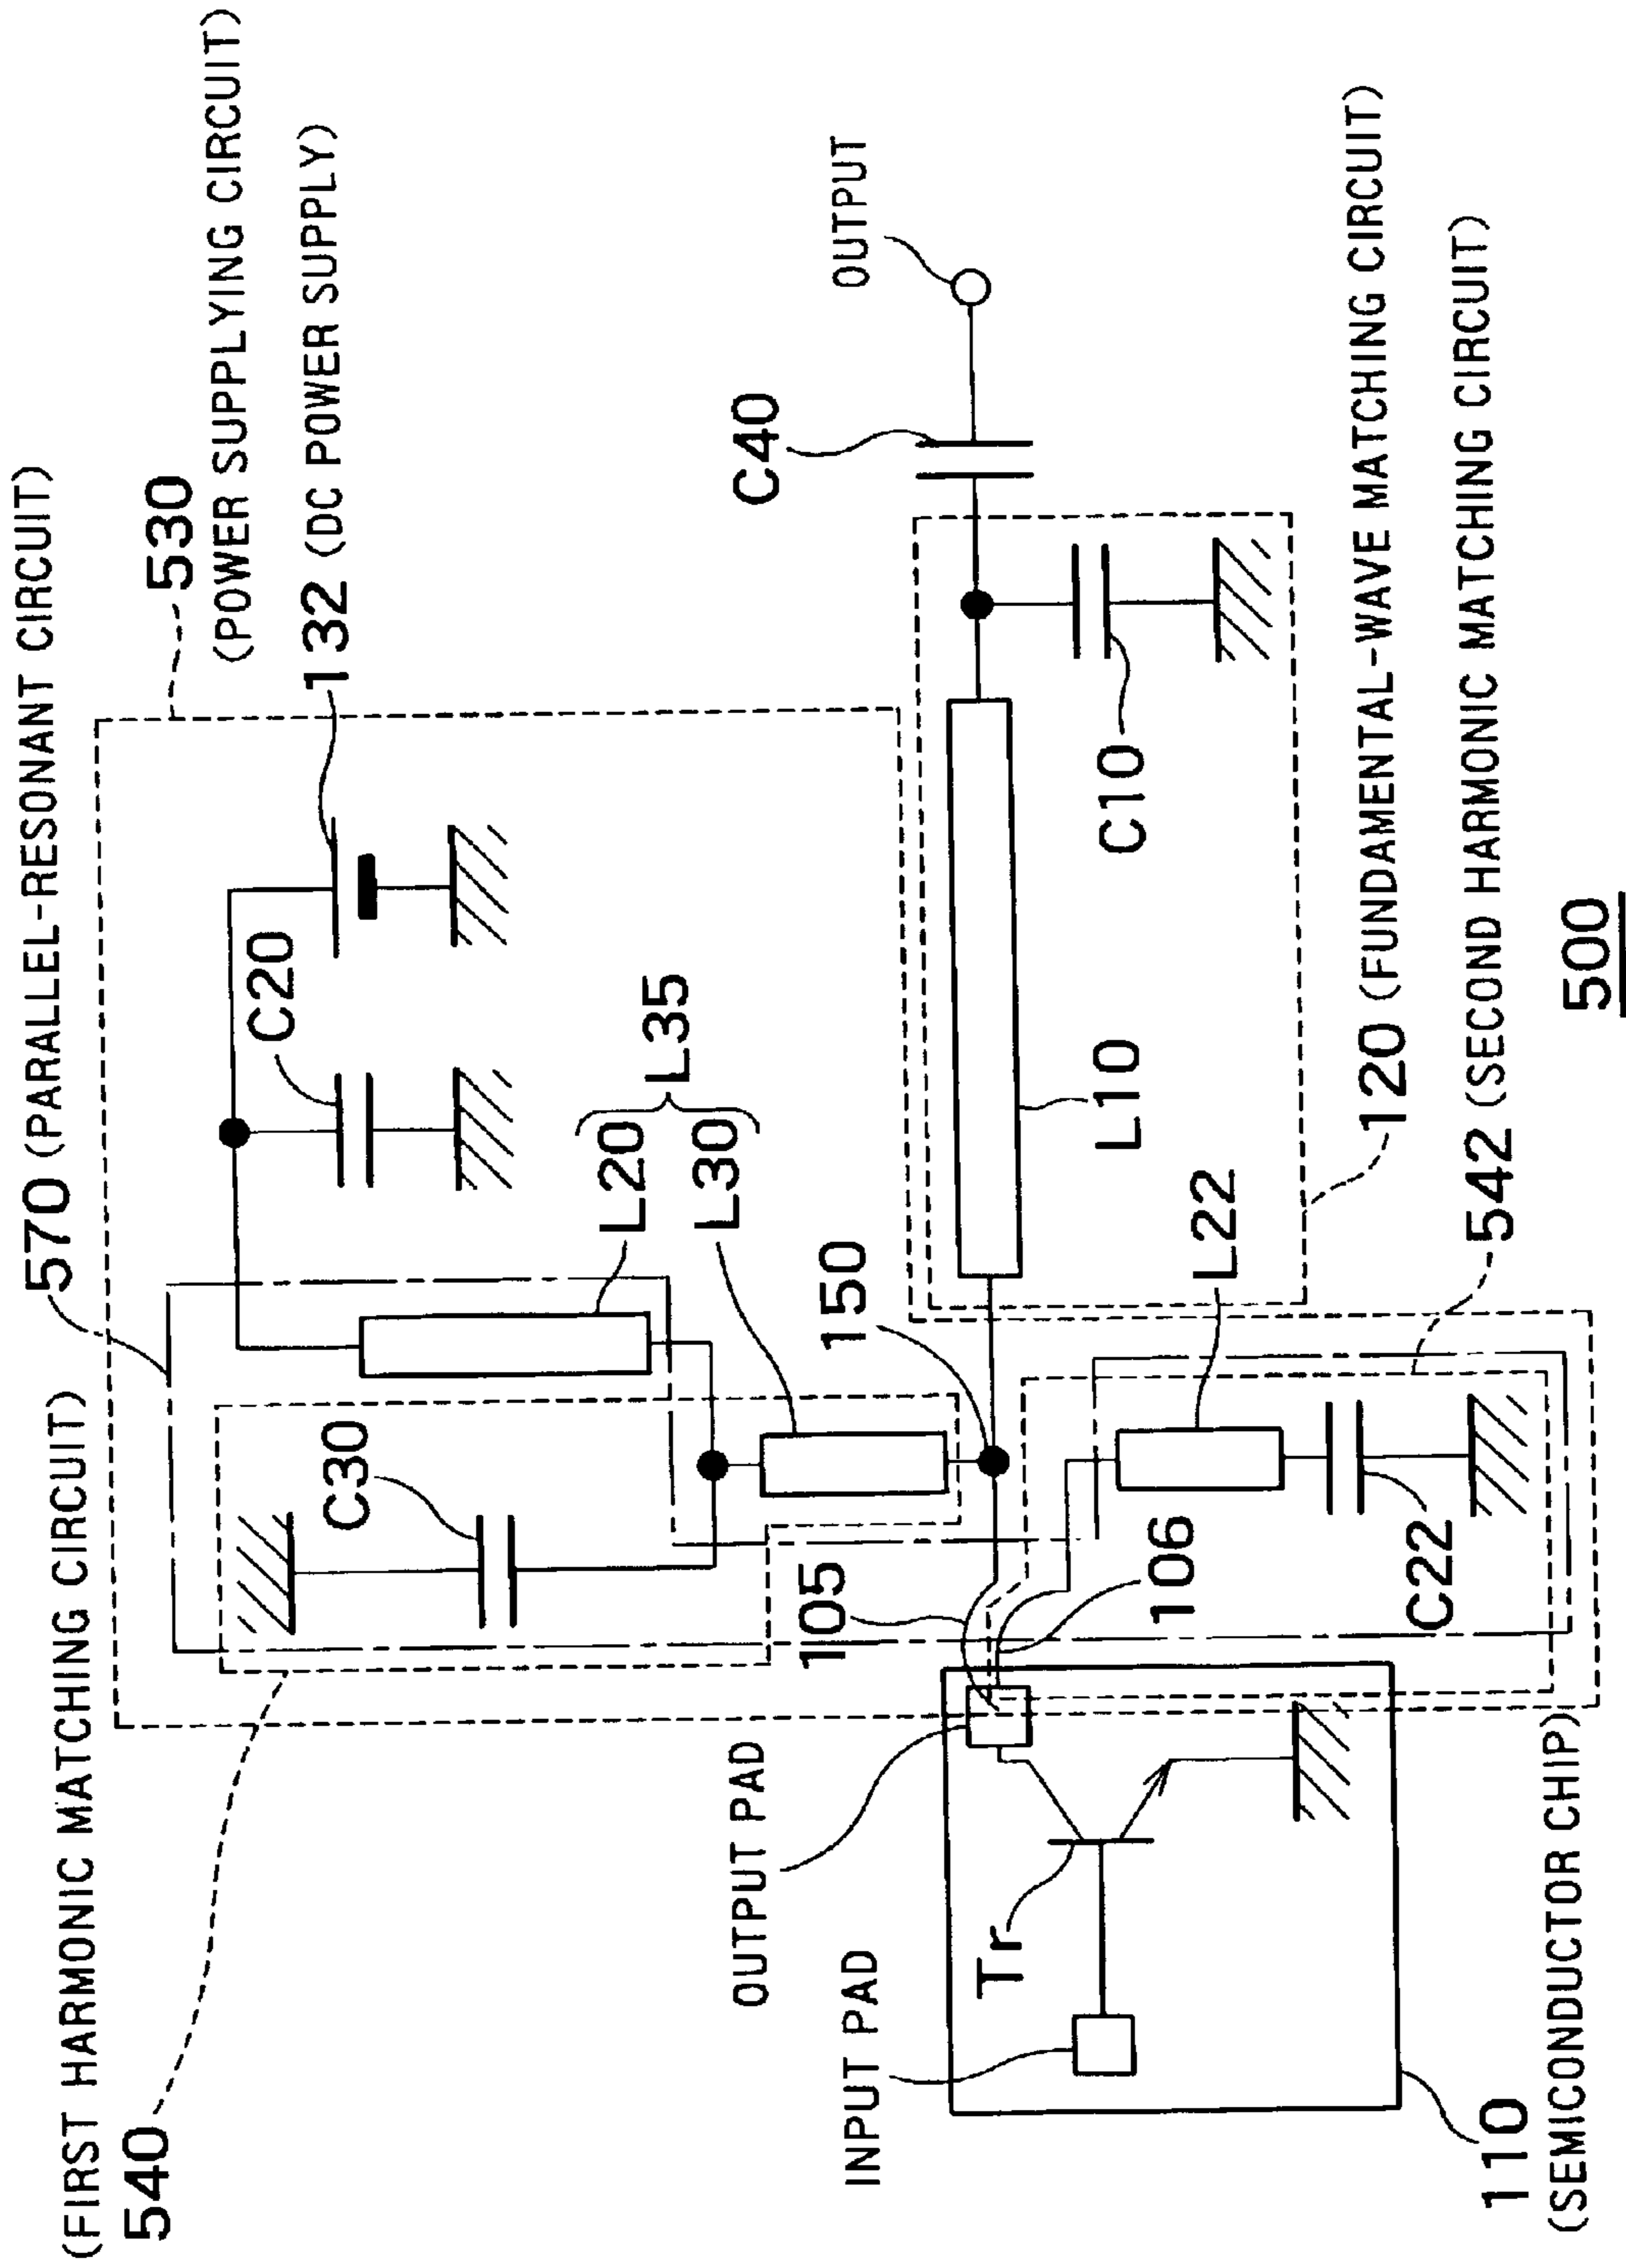 570 (PARALLEL-RESONANT CIRCUIT)
530
(POWER SUPPLYING CIRCUIT)
132 (DC POWER SUPPLY)
(FIRST HARMONIC MATCHING CIRCUIT)
540
C30
C20
L20
L30
L35
150
105
106
OUTPUT PAD
INPUT PAD
Tr
C40
OUTPUT
C10
L10
L22
C22
120 (FUNDAMENTAL-WAVE MATCHING CIRCUIT)
542 (SECOND HARMONIC MATCHING CIRCUIT)
110
(SEMICONDUCTOR CHIP)
500